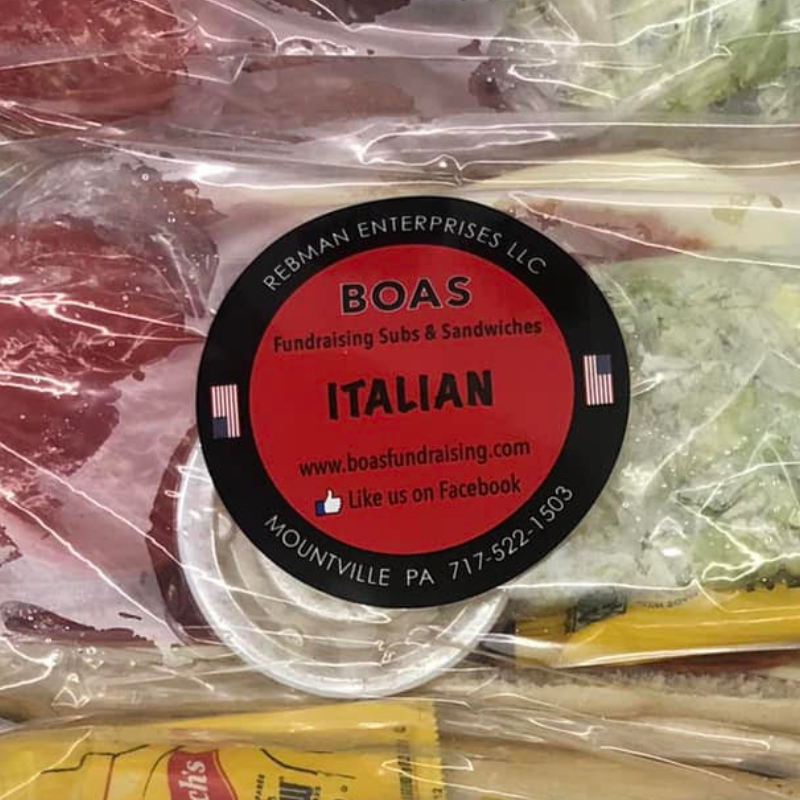 REBMAN ENTERPRISES LLC
BOAS
Fundraising Subs & Sandwiches
ITALIAN
www.boasfundraising.com
Like us on Facebook
MOUNTVILLE PA 717-522-1503
ch's